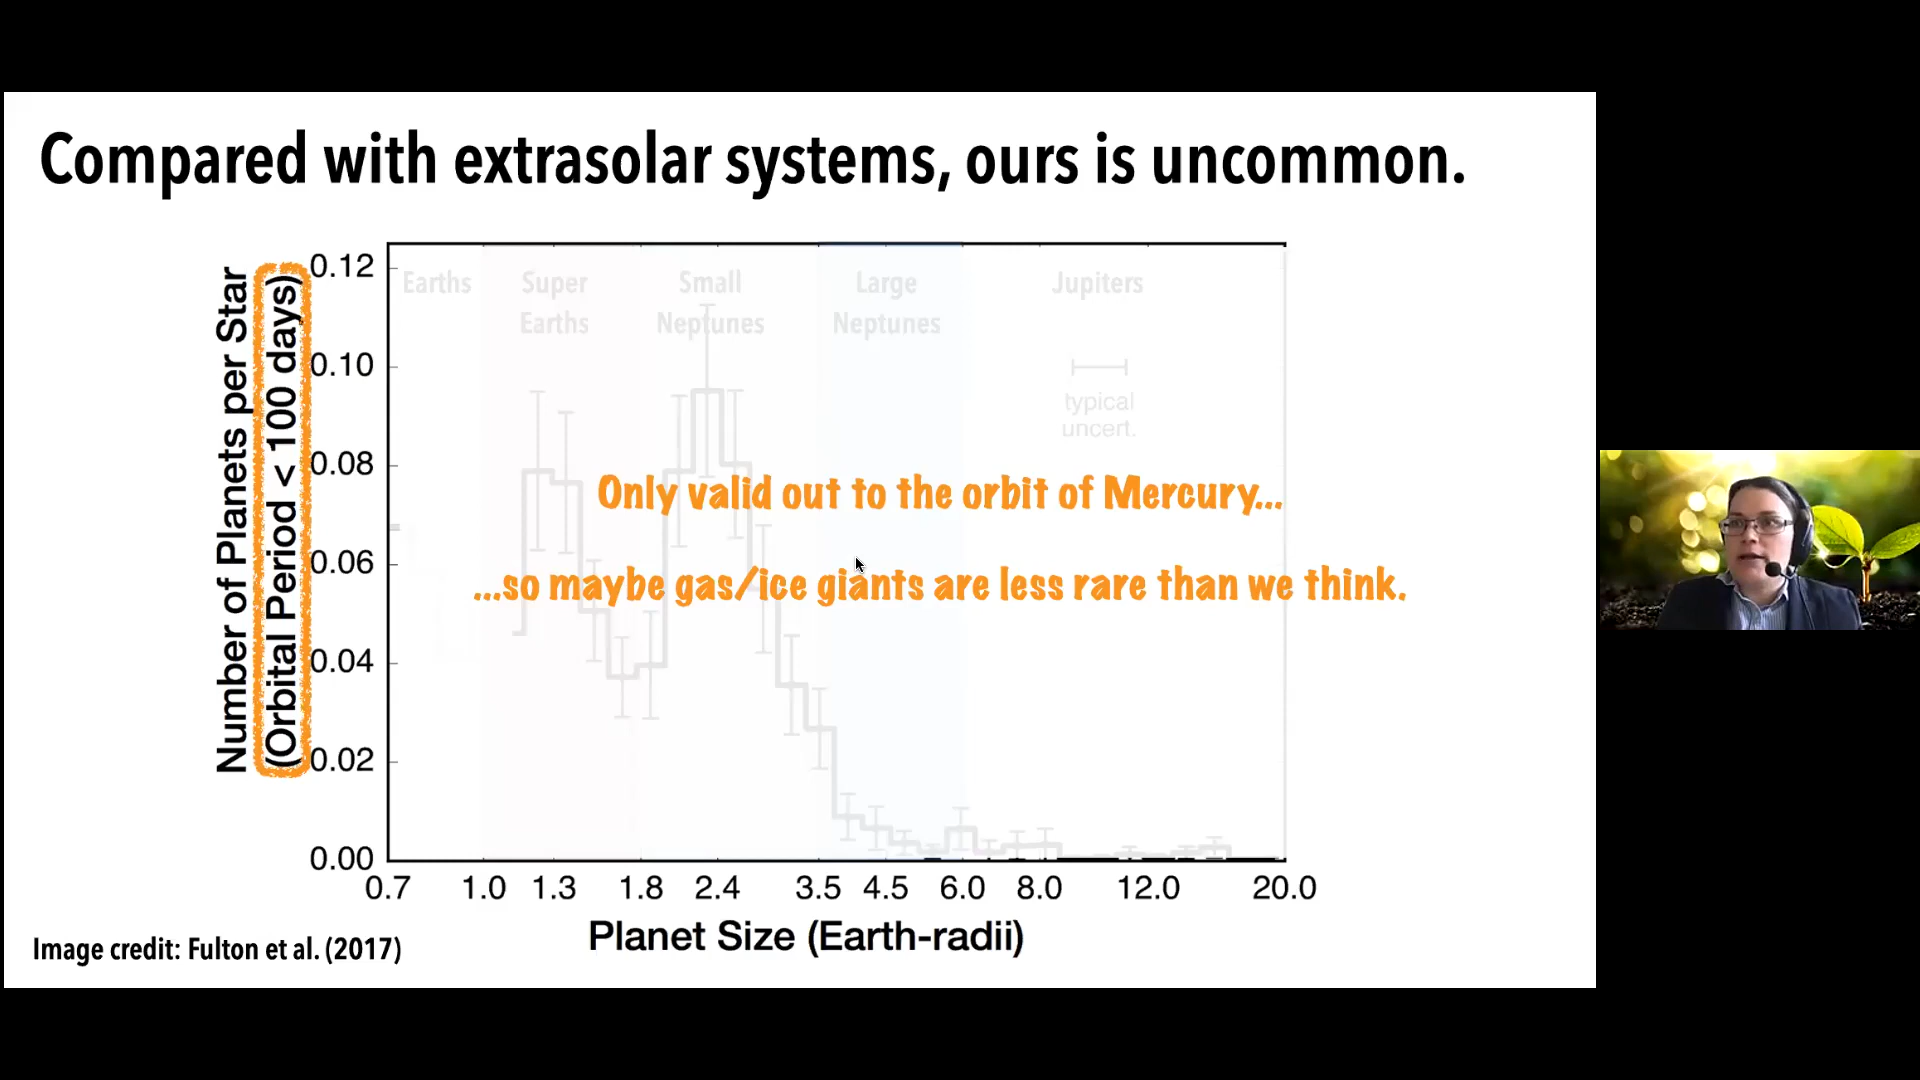 Compared with extrasolar systems, ours is uncommon.
Number of Planets per Star
(Orbital Period < 100 days)
0.12
0.10
0.08
0.06
0.04
0.02
0.00
Earths
Super
Earths
Small
Neptunes
Large
Neptunes
Jupiters
typical
uncert.
Only valid out to the orbit of Mercury...
...so maybe gas/ice giants are less rare than we think.
0.7 1.0 1.3 1.8 2.4 3.5 4.5 6.0 8.0 12.0 20.0
Planet Size (Earth-radii)
Image credit: Fulton et al. (2017)